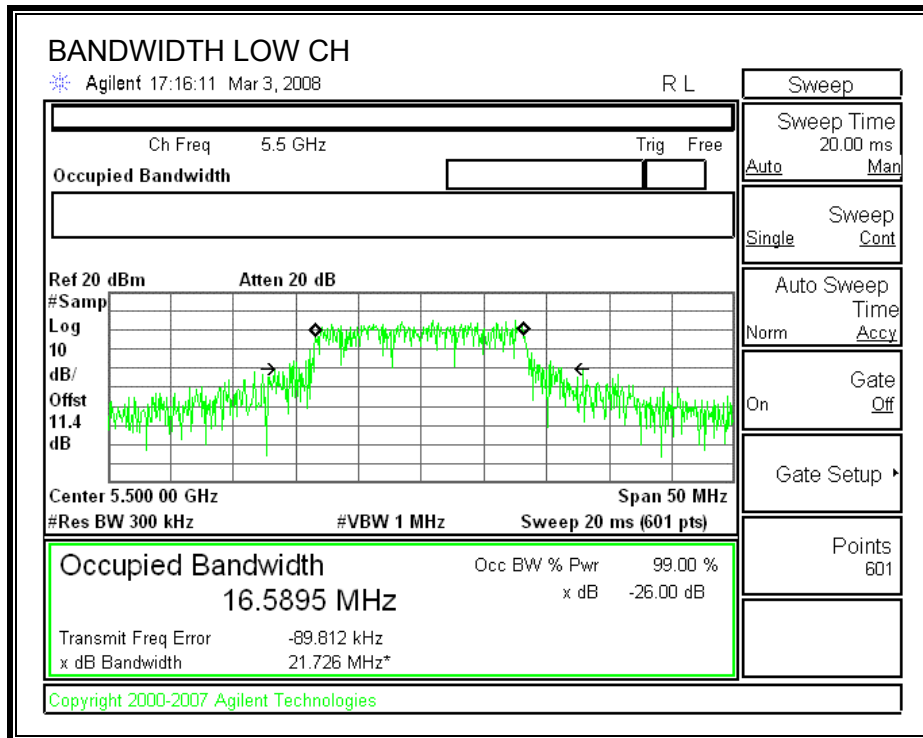 BANDWIDTH LOW CH
Agilent 17:16:11 Mar 3, 2008 R L
Ch Freq 5.5 GHz Trig Free
Occupied Bandwidth
Ref 20 dBm Atten 20 dB
#Samp
Log
10
dB/
Offst
11.4
dB
Center 5.500 00 GHz Span 50 MHz
#Res BW 300 kHz #VBW 1 MHz Sweep 20 ms (601 pts)
Occupied Bandwidth Occ BW % Pwr 99.00 %
16.5895 MHz x dB -26.00 dB
Transmit Freq Error -89.812 kHz
x dB Bandwidth 21.726 MHz*
Copyright 2000-2007 Agilent Technologies
Sweep
Sweep Time
20.00 ms
Auto Man
Sweep
Single Cont
Auto Sweep
Time
Norm Accy
Gate
On Off
Gate Setup
Points
601